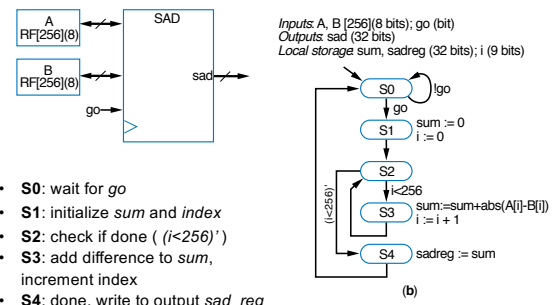 A
RF[256](8)
B
RF[256](8)
SAD
sad
go
Inputs: A, B [256](8 bits); go (bit)
Outputs: sad (32 bits)
Local storage: sum, sadreg (32 bits); i (9 bits)
S0
!go
go
S1
sum := 0
i := 0
S2
i<256
(i<256)'
S3
sum:=sum+abs(A[i]-B[i])
i := i + 1
S4
sadreg := sum
(b)
• S0: wait for go
• S1: initialize sum and index
• S2: check if done ( (i<256)' )
• S3: add difference to sum,
increment index
• S4: done, write to output sad_reg